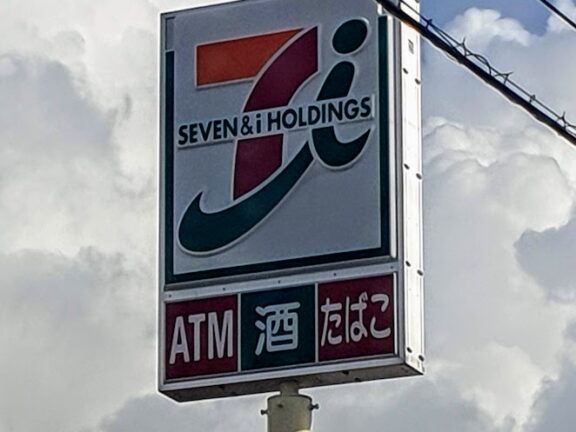 SEVEN&i HOLDINGS
ATM 酒 たばこ